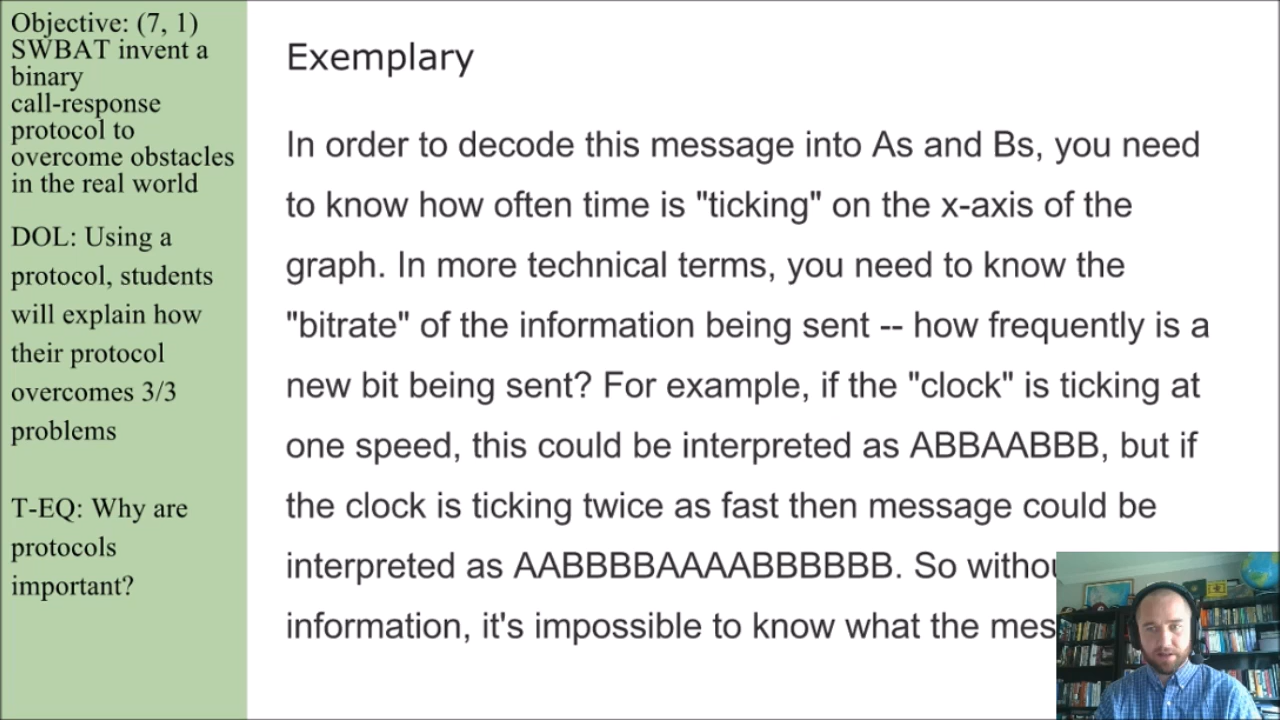 Objective: (7, 1)
SWBAT invent a
binary
call-response
protocol to
overcome obstacles
in the real world
DOL: Using a
protocol, students
will explain how
their protocol
overcomes 3/3
problems
T-EQ: Why are
protocols
important?
Exemplary
In order to decode this message into As and Bs, you need
to know how often time is "ticking" on the x-axis of the
graph. In more technical terms, you need to know the
"bitrate" of the information being sent -- how frequently is a
new bit being sent? For example, if the "clock" is ticking at
one speed, this could be interpreted as ABBAABBB, but if
the clock is ticking twice as fast then message could be
interpreted as AABBBBAAAABBBBBB. So
information, it's impossible to know what the